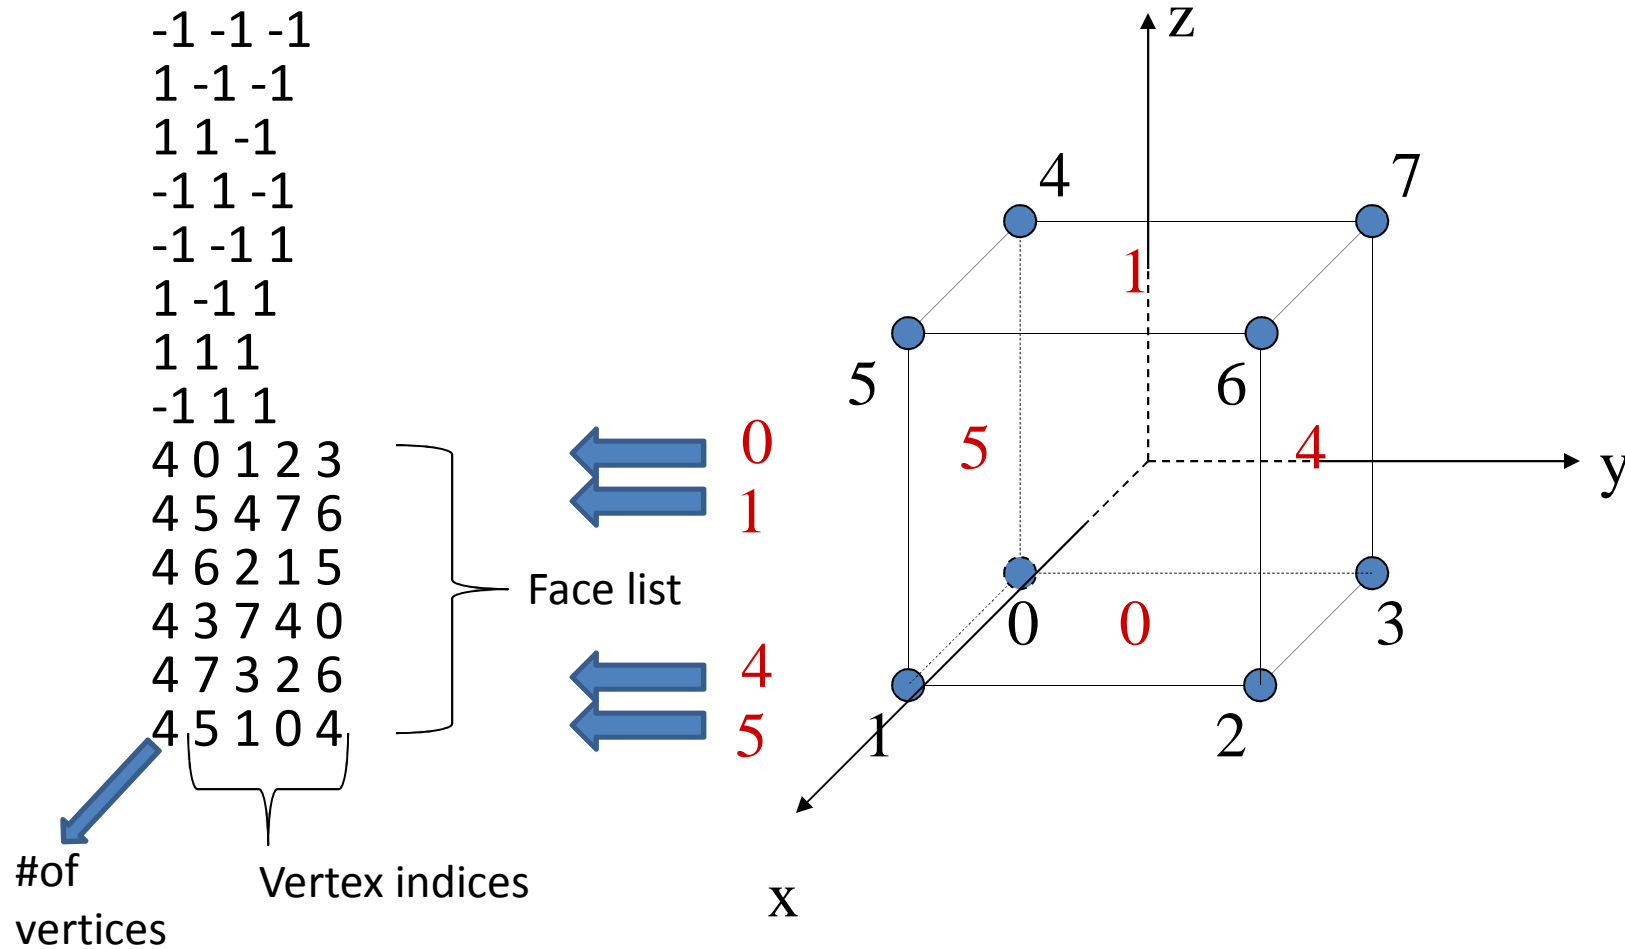 -1 -1 -1
1 -1 -1
1 1 -1
-1 1 -1
-1 -1 1
1 -1 1
1 1 1
-1 1 1
4 0 1 2 3
4 5 4 7 6
4 6 2 1 5
4 3 7 4 0
4 7 3 2 6
4 5 1 0 4
#of
vertices
Vertex indices
Face list
0
1
4
5
z
4
7
1
5
6
5
4
y
0
0
3
1
2
x